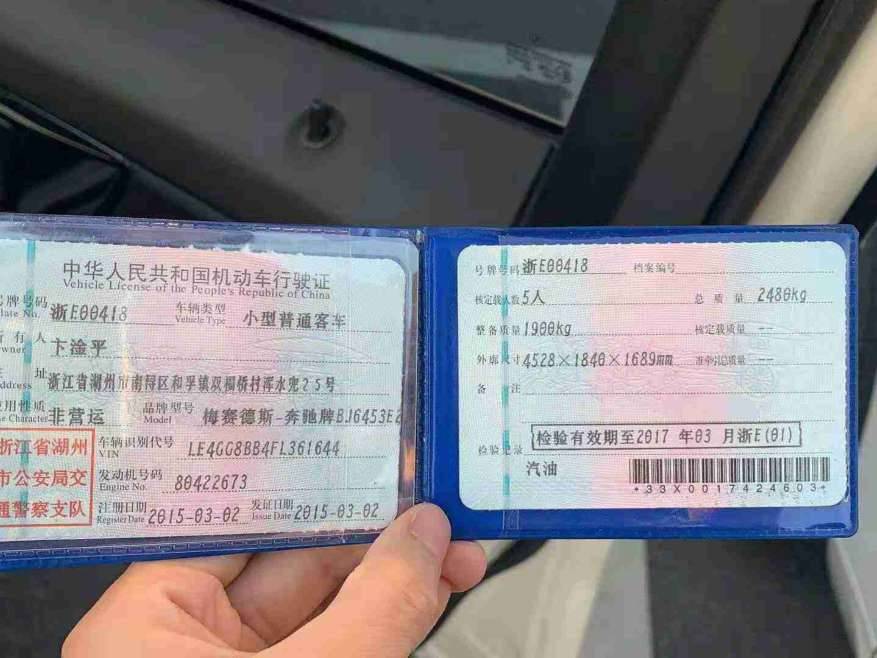 中华人民共和国机动车行驶证
Vehicle License of the People's Republic of China
号牌号码 浙E00418 车辆类型 小型普通客车
Plate No. Vehicle Type
所有人 卞淦平
Owner
住址 浙江省湖州市南浔区和孚镇双福桥村浑水兜25号
Address
使用性质 非营运 品牌型号 梅赛德斯-奔驰牌BJ6453E2
Use Character Model
浙江省湖州
市公安局交
通警察支队
车辆识别代号 LE4GG8BB4FL361644
VIN
发动机号码 80422673
Engine No.
注册日期 2015-03-02 发证日期 2015-03-02
Register Date Issue Date
号牌号码 浙E00418 档案编号
核定载人数 5人 总质量 2480kg
整备质量 1900kg 核定载质量 --
外廓尺寸 4528×1840×1689mm 准牵引总质量 --
备注
检验记录 检验有效期至2017年03月浙E(01)
汽油
*33X0017424603*